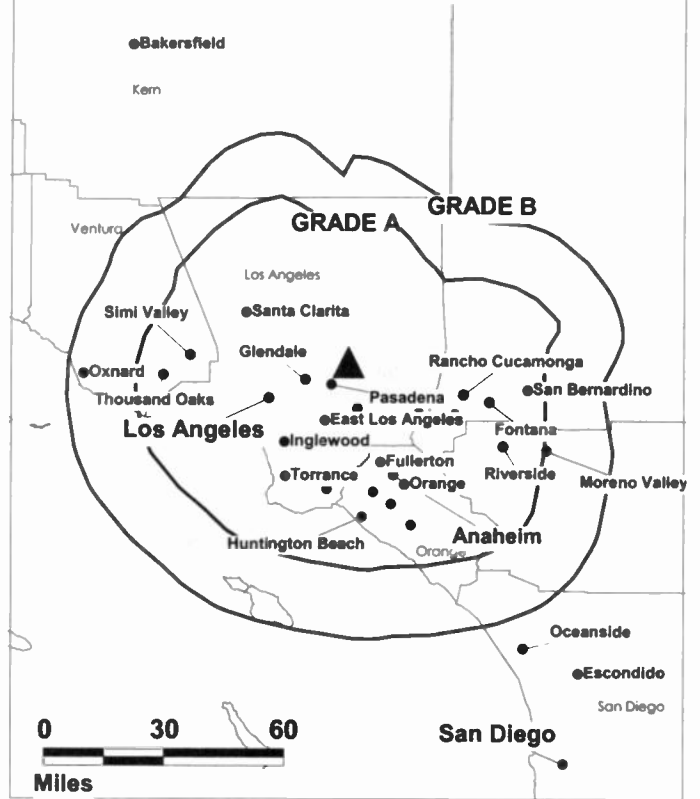 Bakersfield
Kern
GRADE B
GRADE A
Ventura
Los Angeles
Simi Valley
Santa Clarita
Glendale
Rancho Cucamonga
Oxnard
San Bernardino
Thousand Oaks
Pasadena
Los Angeles
East Los Angeles
Fontana
Inglewood
Fullerton
Riverside
Torrance
Orange
Moreno Valley
Huntington Beach
Anaheim
Orange
Oceanside
Escondido
San Diego
San Diego
0 30 60
Miles